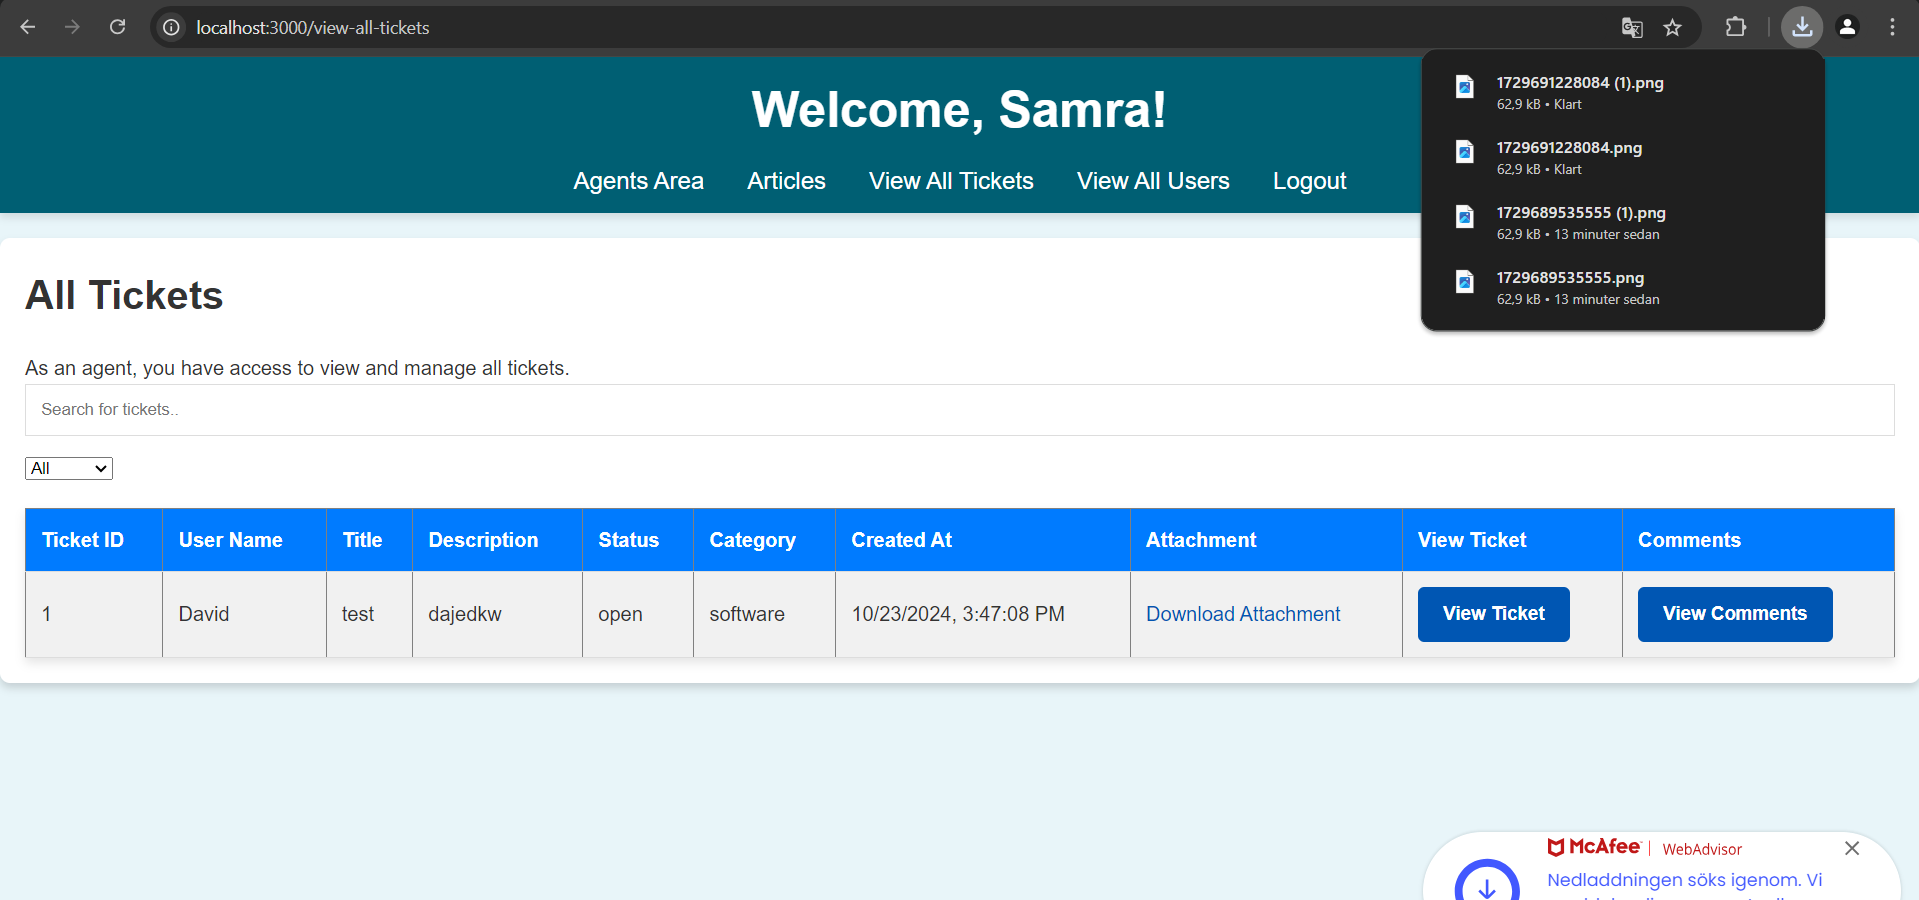 localhost:3000/view-all-tickets
Welcome, Samra!
Agents Area Articles View All Tickets View All Users Logout
1729691228084 (1).png
62,9 kB • Klart
1729691228084.png
62,9 kB • Klart
1729689535555 (1).png
62,9 kB • 13 minuter sedan
1729689535555.png
62,9 kB • 13 minuter sedan
All Tickets
As an agent, you have access to view and manage all tickets.
Search for tickets..
All
Ticket ID User Name Title Description Status Category Created At Attachment View Ticket Comments
1 David test dajedkw open software 10/23/2024, 3:47:08 PM Download Attachment View Ticket View Comments
McAfee | WebAdvisor
Nedladdningen söks igenom. Vi